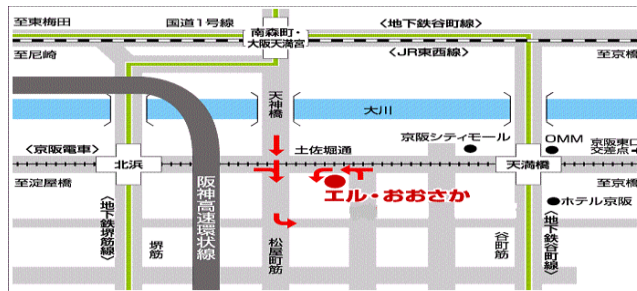 至東梅田
国道1号線
南森町・
大阪天満宮
〈地下鉄谷町線〉
至尼崎
〈JR東西線〉
至京橋
天神橋
大川
〈京阪電車〉
北浜
土佐堀通
京阪シティモール
OMM
京阪東口
交差点
天満橋
至淀屋橋
至京橋
エル・おおさか
ホテル京阪
阪神高速環状線
〈地下鉄堺筋線〉
堺筋
松屋町筋
谷町筋
〈地下鉄谷町線〉